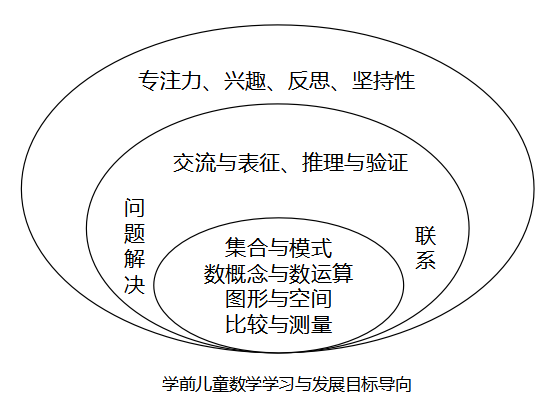 专注力、兴趣、反思、坚持性
交流与表征、推理与验证
问题解决
联系
集合与模式
数概念与数运算
图形与空间
比较与测量
学前儿童数学学习与发展目标导向